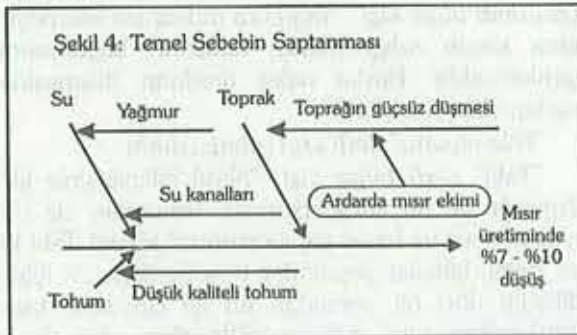 Şekil 4: Temel Sebebin Saptanması
Su
Yağmur
Toprak
Toprağın güçsüz düşmesi
Su kanalları
Ardarda mısır ekimi
Mısır
üretiminde
%7 - %10
düşüş
Tohum
Düşük kaliteli tohum